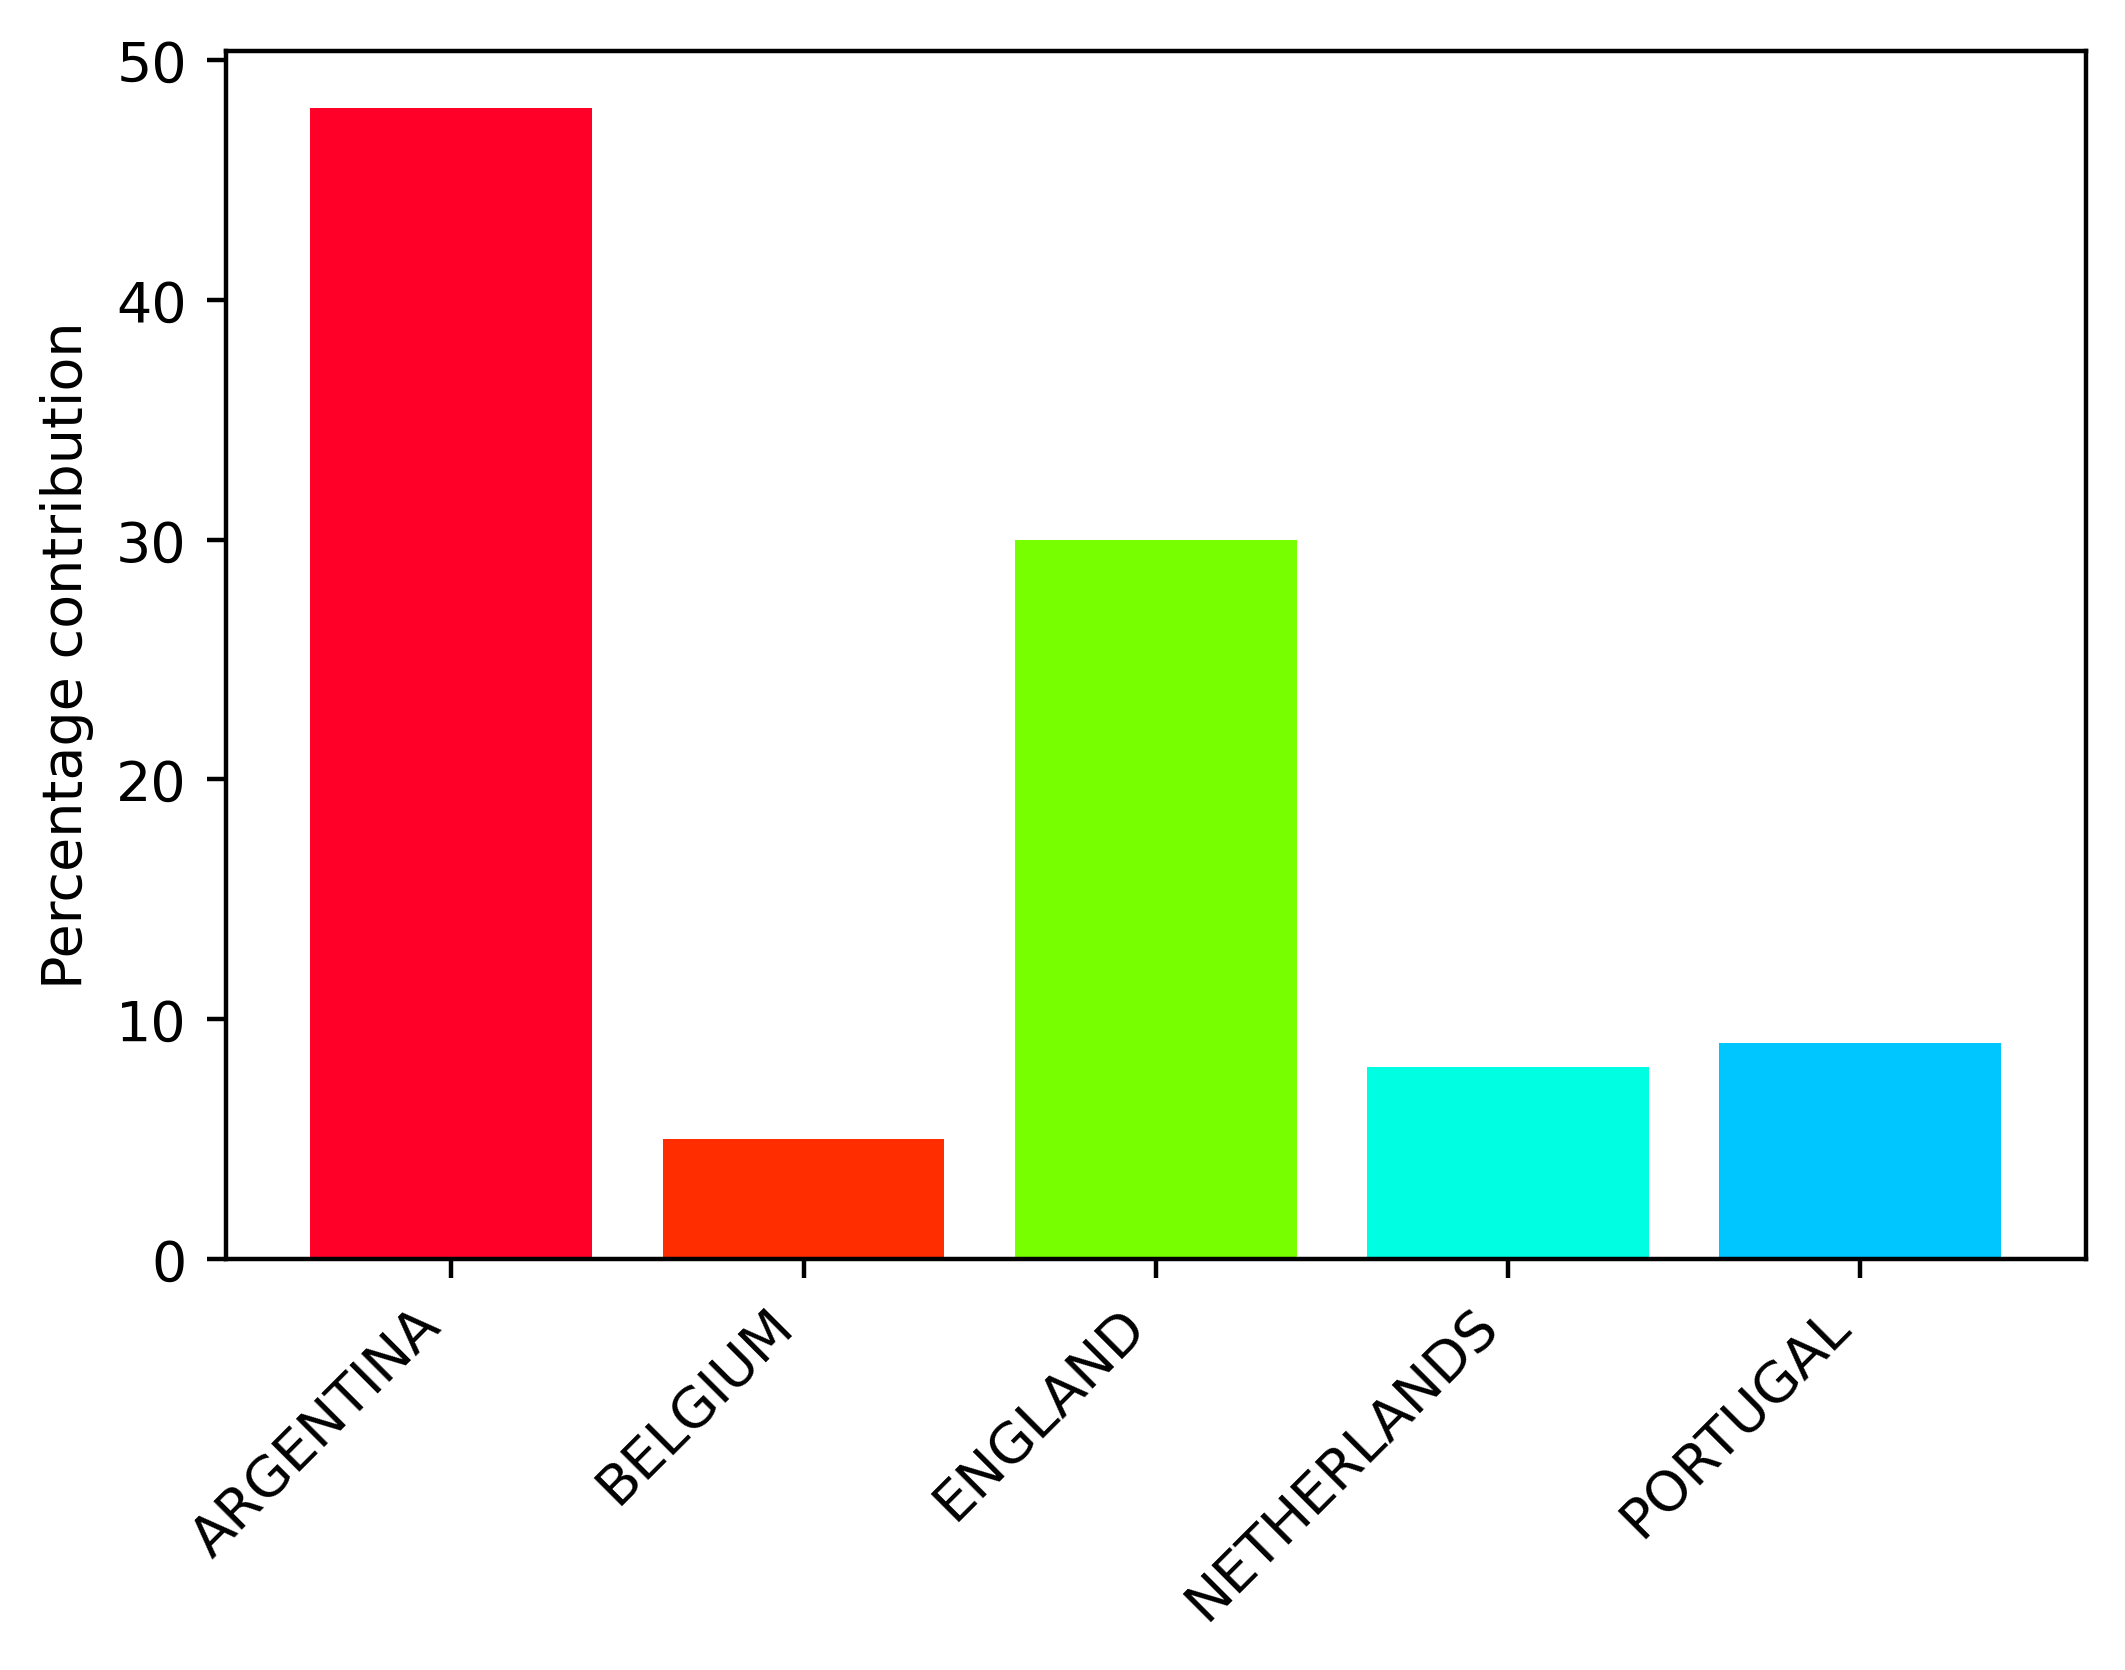 Percentage contribution
50
40
30
20
10
0
ARGENTINA
BELGIUM
ENGLAND
NETHERLANDS
PORTUGAL